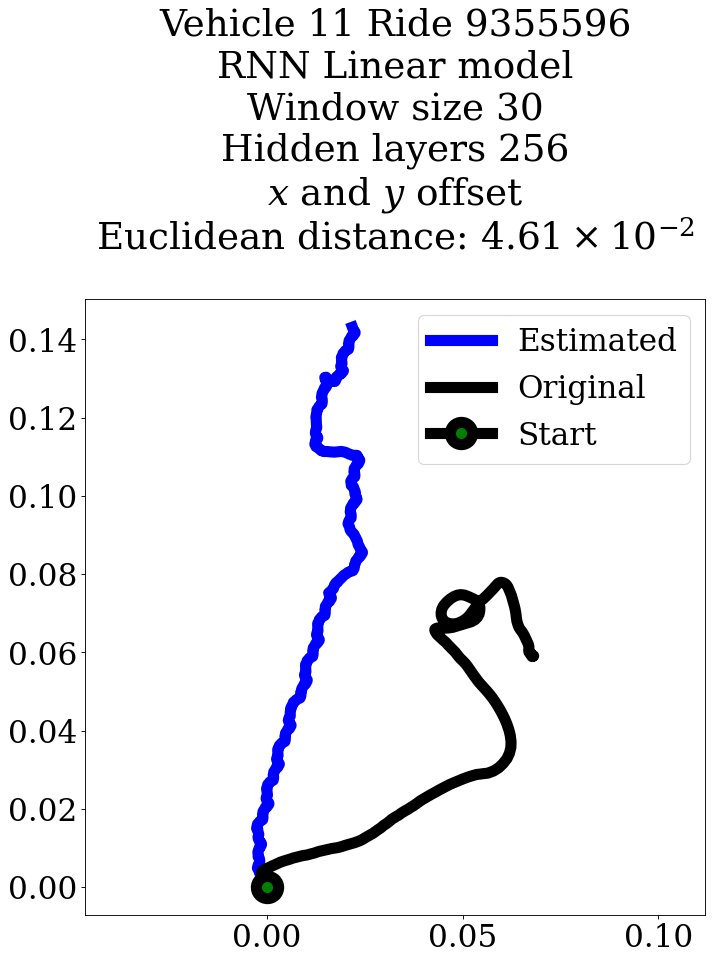 Vehicle 11 Ride 9355596
RNN Linear model
Window size 30
Hidden layers 256
x and y offset
Euclidean distance: 4.61 × 10⁻²
Estimated
Original
Start
0.14
0.12
0.10
0.08
0.06
0.04
0.02
0.00
0.00 0.05 0.10